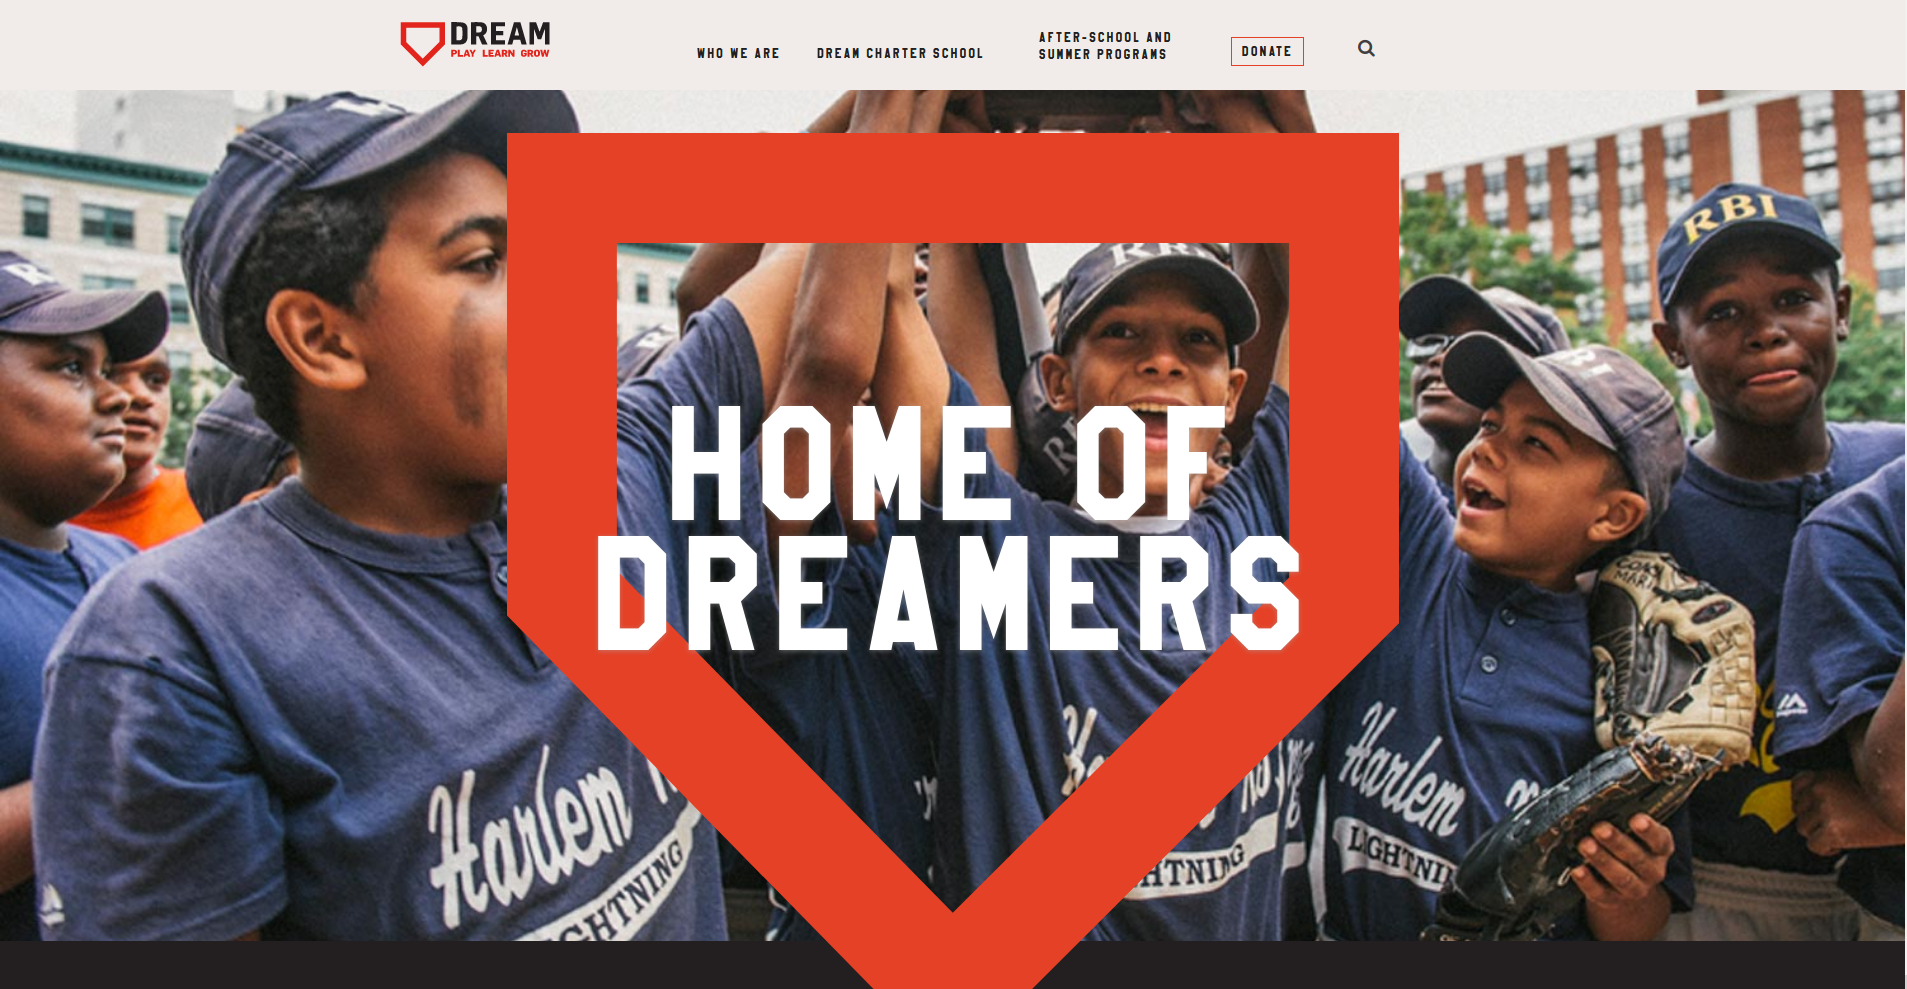 DREAM
PLAY LEARN GROW
WHO WE ARE
DREAM CHARTER SCHOOL
AFTER-SCHOOL AND
SUMMER PROGRAMS
DONATE
RBI
HOME OF
DREAMERS
Harlem
LIGHTNING
Harlem